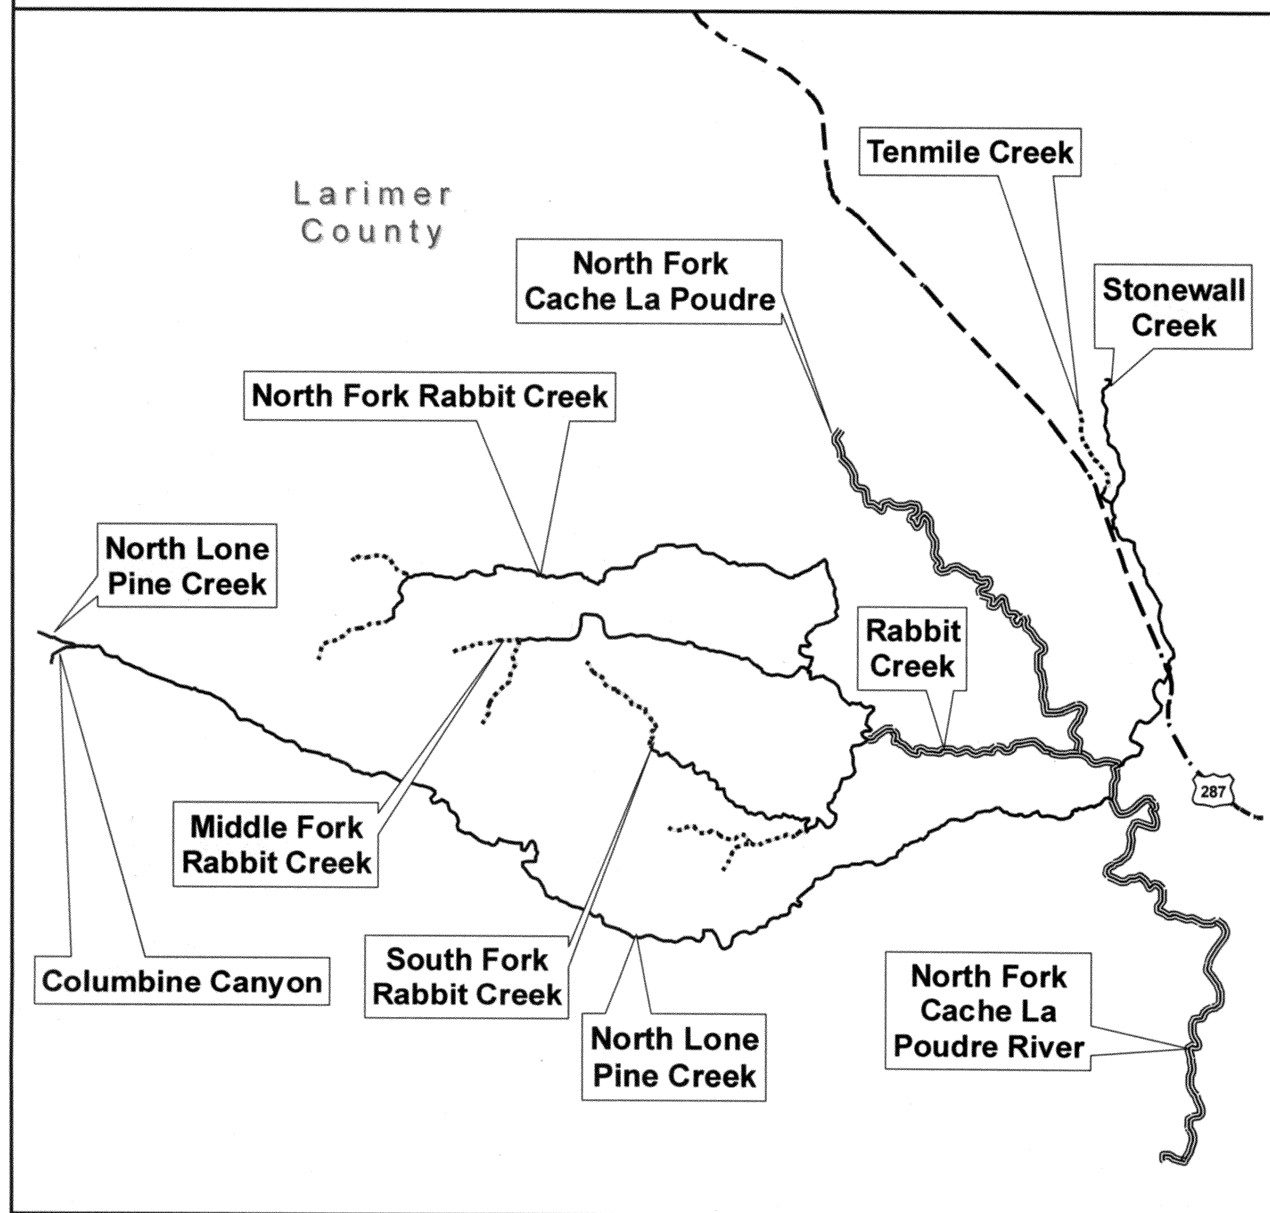 Tenmile Creek
Larimer
County
North Fork
Cache La Poudre
Stonewall
Creek
North Fork Rabbit Creek
North Lone
Pine Creek
Rabbit
Creek
287
Middle Fork
Rabbit Creek
Columbine Canyon
South Fork
Rabbit Creek
North Fork
Cache La
Poudre River
North Lone
Pine Creek